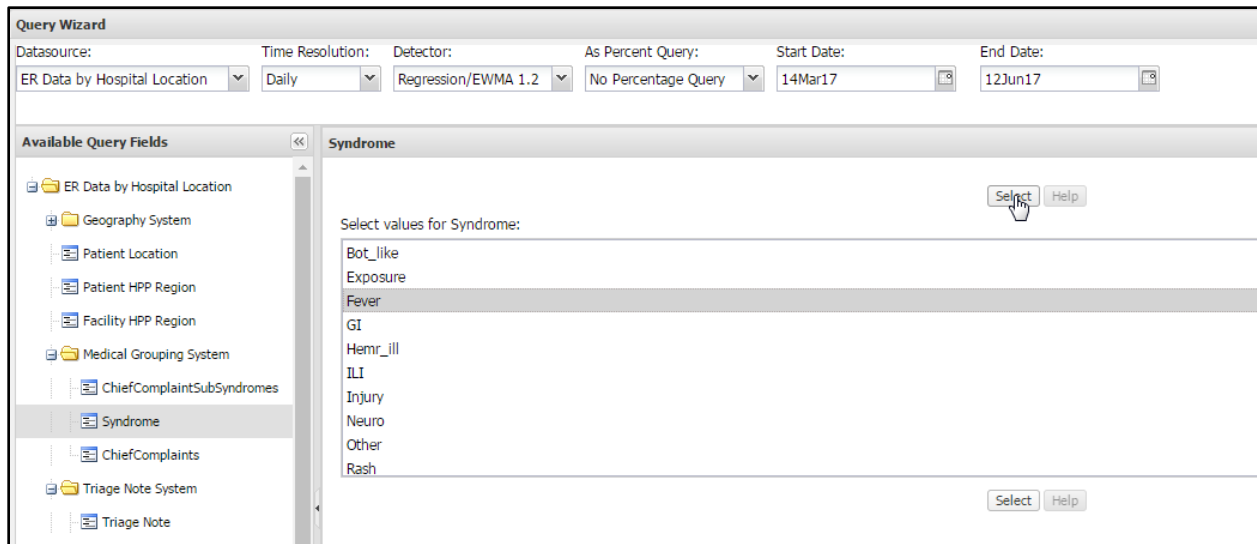 Query Wizard
Datasource: Time Resolution: Detector: As Percent Query: Start Date: End Date:
ER Data by Hospital Location Daily Regression/EWMA 1.2 No Percentage Query 14Mar17 12Jun17
Available Query Fields
ER Data by Hospital Location
Geography System
Patient Location
Patient HPP Region
Facility HPP Region
Medical Grouping System
ChiefComplaintSubSyndromes
Syndrome
ChiefComplaints
Triage Note System
Triage Note
Syndrome
Select Help
Select values for Syndrome:
Bot_like
Exposure
Fever
GI
Hemr_ill
ILI
Injury
Neuro
Other
Rash
Select Help